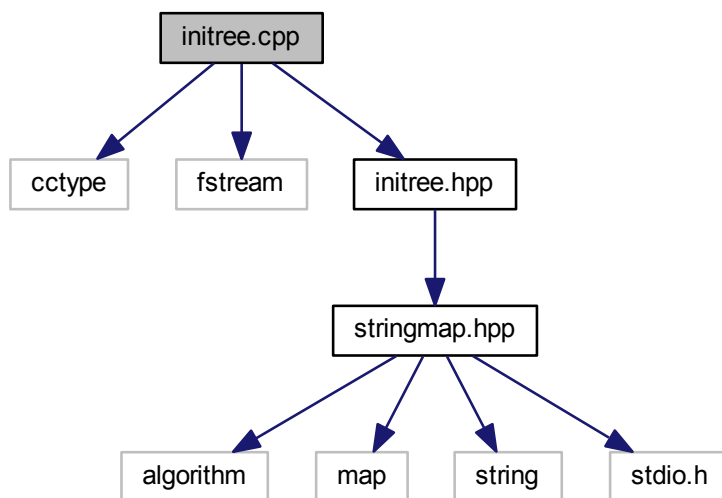 initree.cpp
cctype
fstream
initree.hpp
stringmap.hpp
algorithm
map
string
stdio.h